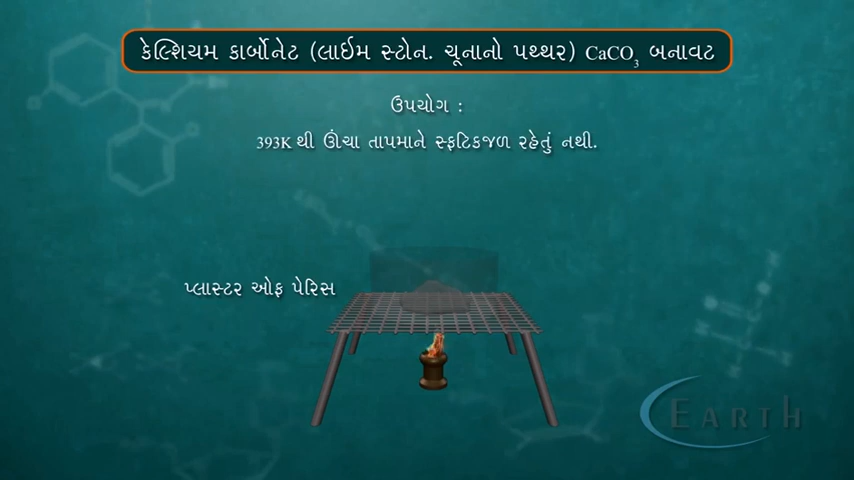 કેલ્શિયમ કાર્બોનેટ (લાઈમ સ્ટોન. ચૂનાનો પથ્થર) CaCO₃ બનાવટ
ઉપયોગ :
393K થી ઊંચા તાપમાને સ્ફટિકજળ રહેતું નથી.
પ્લાસ્ટર ઓફ પેરિસ
EARTH